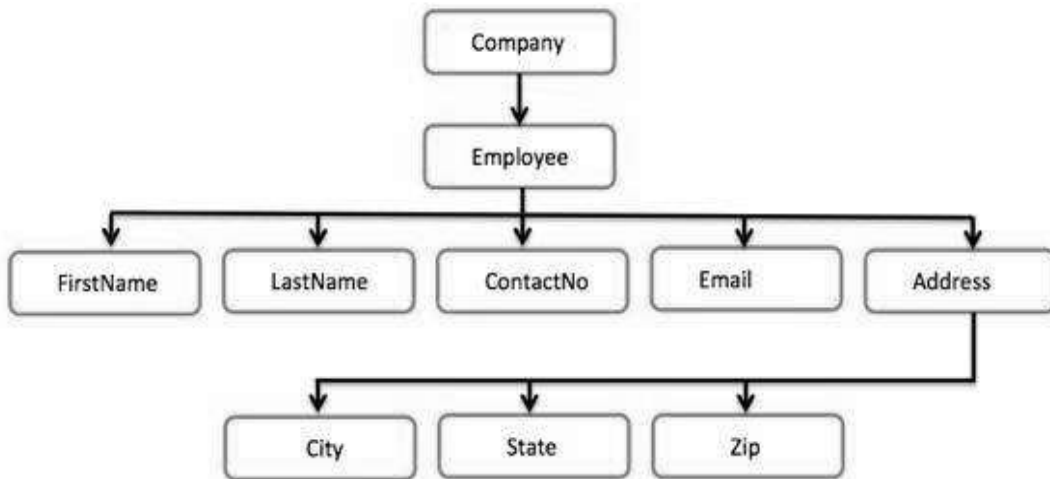 Company
Employee
FirstName
LastName
ContactNo
Email
Address
City
State
Zip